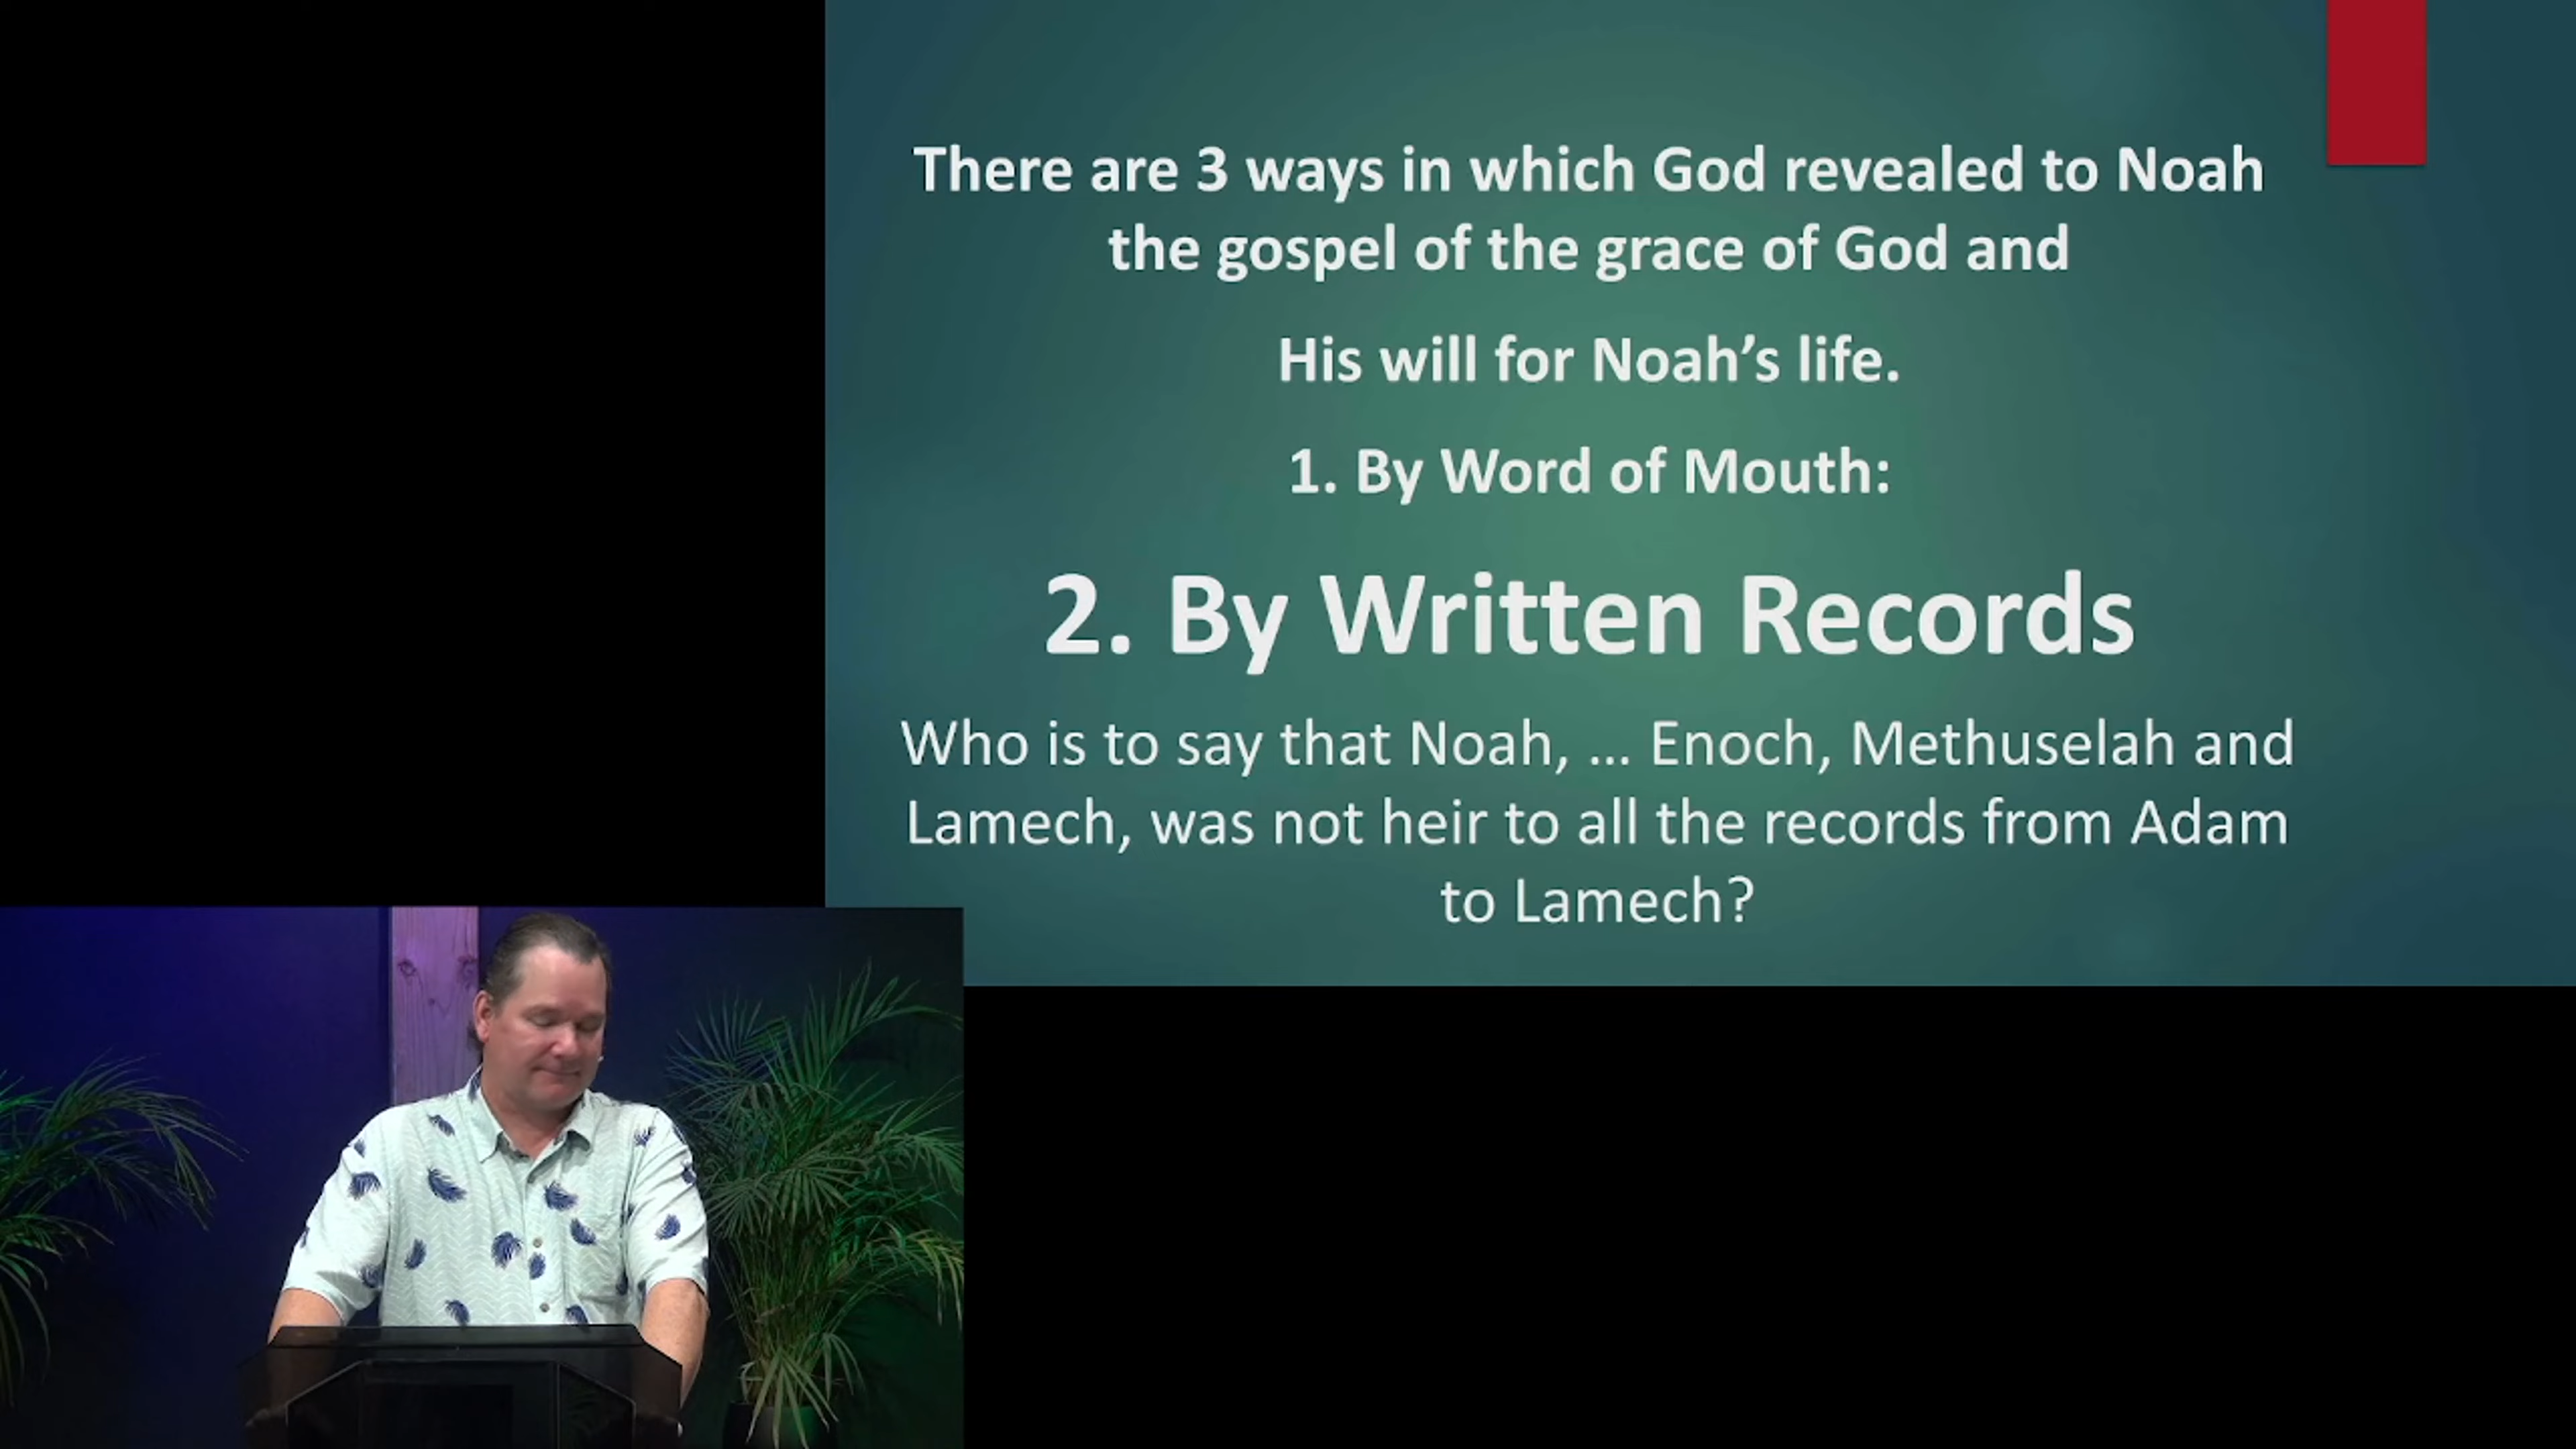 There are 3 ways in which God revealed to Noah
the gospel of the grace of God and
His will for Noah’s life.
1. By Word of Mouth:
2. By Written Records
Who is to say that Noah, ... Enoch, Methuselah and
Lamech, was not heir to all the records from Adam
to Lamech?